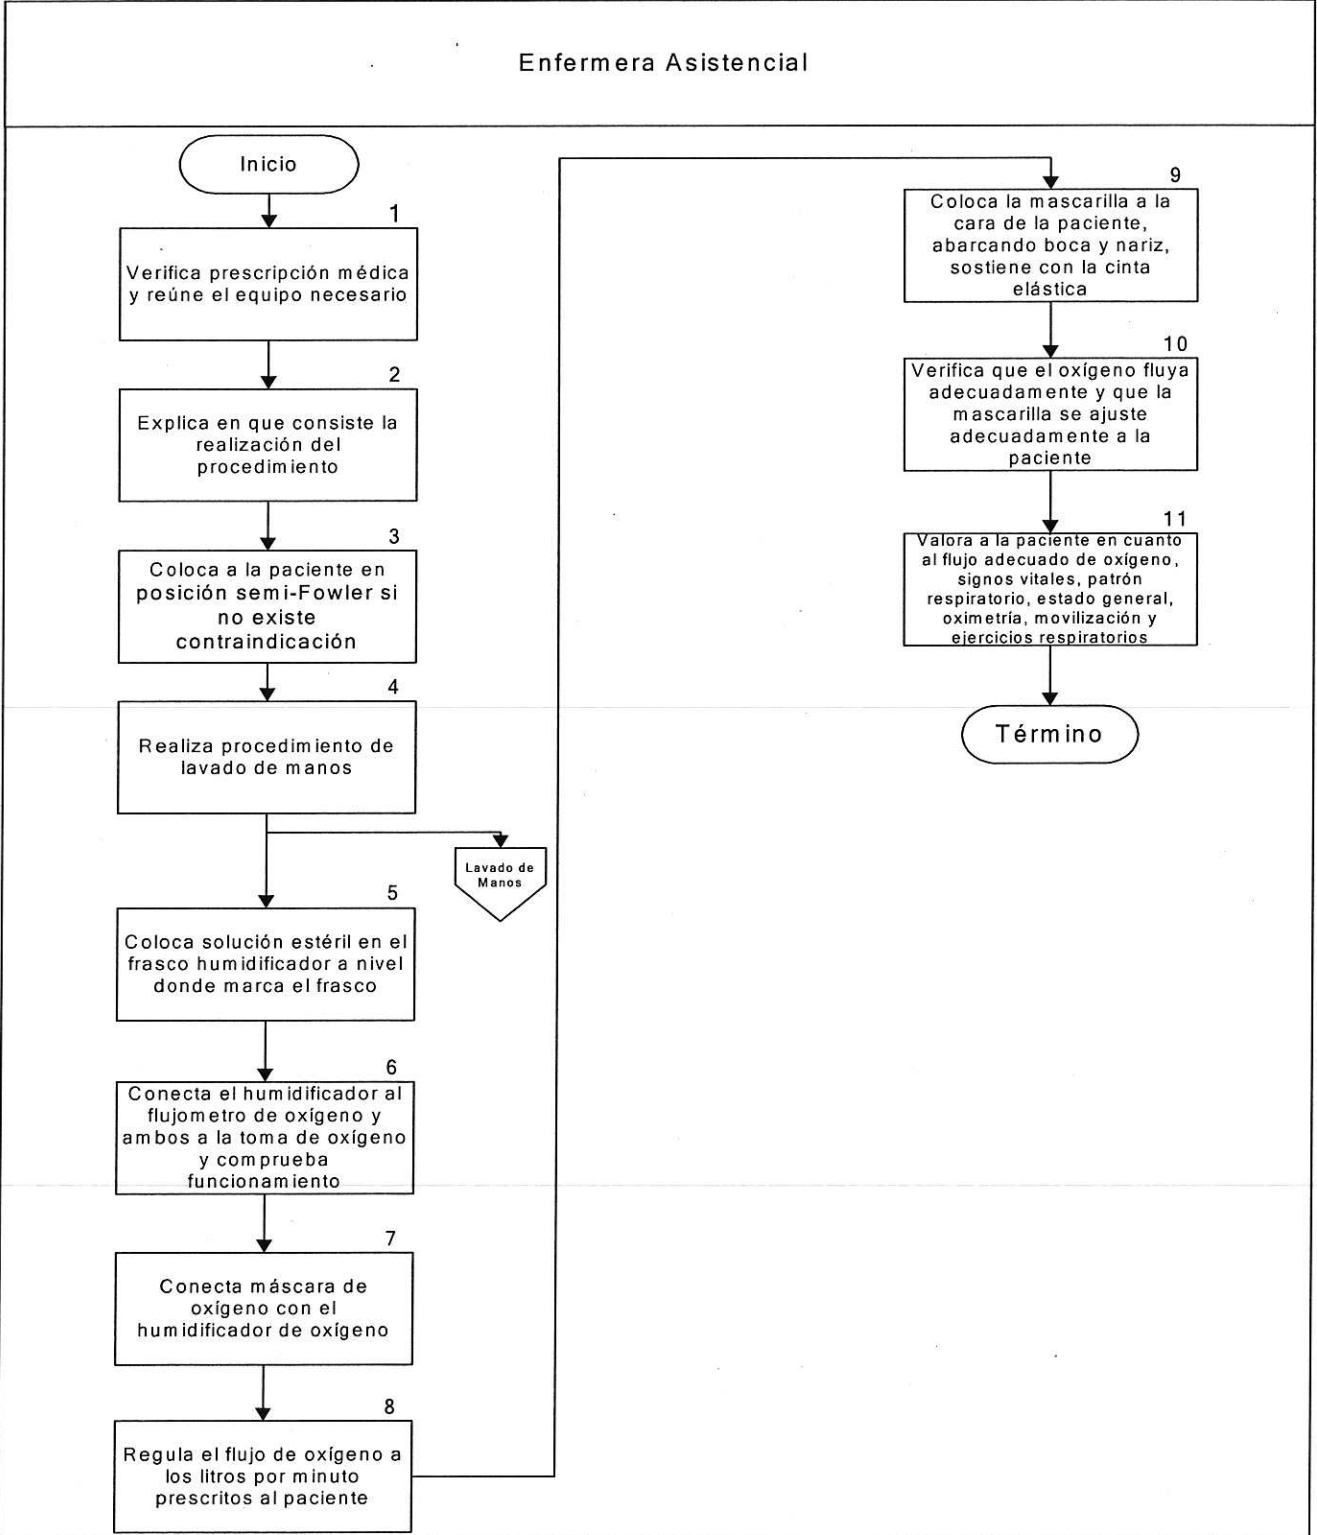 Enfermera Asistencial
Inicio
1
Verifica prescripción médica
y reúne el equipo necesario
2
Explica en que consiste la
realización del
procedimiento
3
Coloca a la paciente en
posición semi-Fowler si
no existe
contraindicación
4
Realiza procedimiento de
lavado de manos
Lavado de
Manos
5
Coloca solución estéril en el
frasco humidificador a nivel
donde marca el frasco
6
Conecta el humidificador al
flujometro de oxígeno y
ambos a la toma de oxígeno
y comprueba
funcionamiento
7
Conecta máscara de
oxígeno con el
humidificador de oxígeno
8
Regula el flujo de oxígeno a
los litros por minuto
prescritos al paciente
9
Coloca la mascarilla a la
cara de la paciente,
abarcando boca y nariz,
sostiene con la cinta
elástica
10
Verifica que el oxígeno fluya
adecuadamente y que la
mascarilla se ajuste
adecuadamente a la
paciente
11
Valora a la paciente en cuanto
al flujo adecuado de oxígeno,
signos vitales, patrón
respiratorio, estado general,
oximetría, movilización y
ejercicios respiratorios
Término